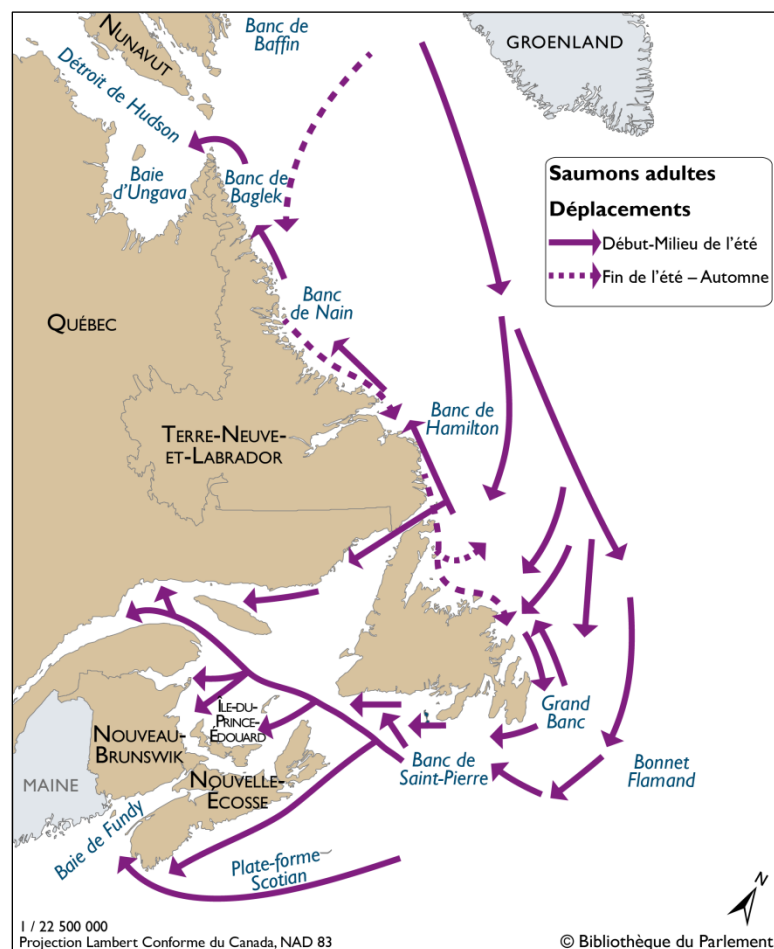 NUNAVUT
Banc de
Baffin
GROENLAND
Détroit de Hudson
Baie
d'Ungava
Banc de
Baglek
Saumons adultes
Déplacements
Début-Milieu de l'été
Fin de l'été – Automne
QUÉBEC
Banc
de Nain
TERRE-NEUVE-
ET-LABRADOR
Banc de
Hamilton
ÎLE-DU-
PRINCE-
ÉDOUARD
NOUVEAU-
BRUNSWIK
MAINE
NOUVELLE-
ÉCOSSE
Banc de
Saint-Pierre
Grand
Banc
Bonnet
Flamand
Baie de Fundy
Plate-forme
Scotian
N
1 / 22 500 000
Projection Lambert Conforme du Canada, NAD 83
© Bibliothèque du Parlement